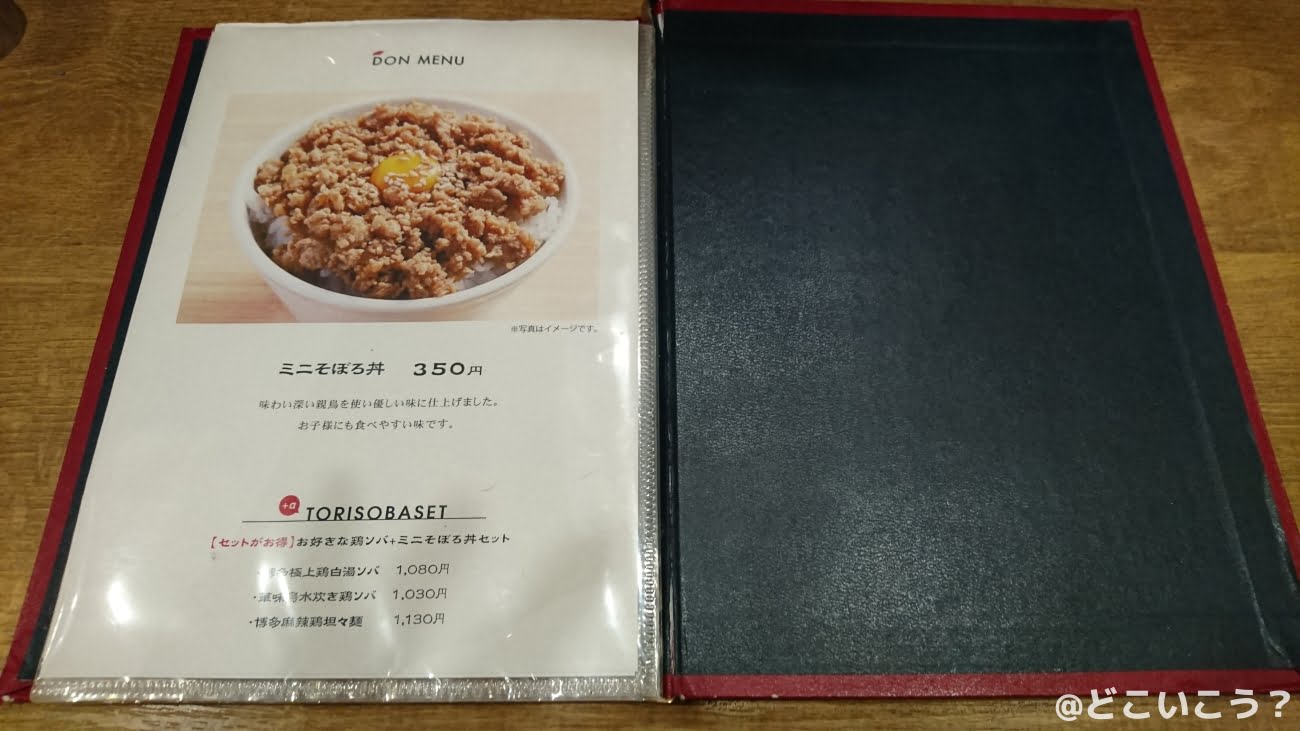 DON MENU
※写真はイメージです。
ミニそぼろ丼 350円
味わい深い親鳥を使い優しい味に仕上げました。
お子様にも食べやすい味です。
+α TORISOBASET
【セットがお得】お好きな鶏ソバ+ミニそぼろ丼セット
極上鶏白湯ソバ 1,080円
・華味鳥水炊き鶏ソバ 1,030円
・博多麻辣鶏坦々麺 1,130円
@どこいこう？